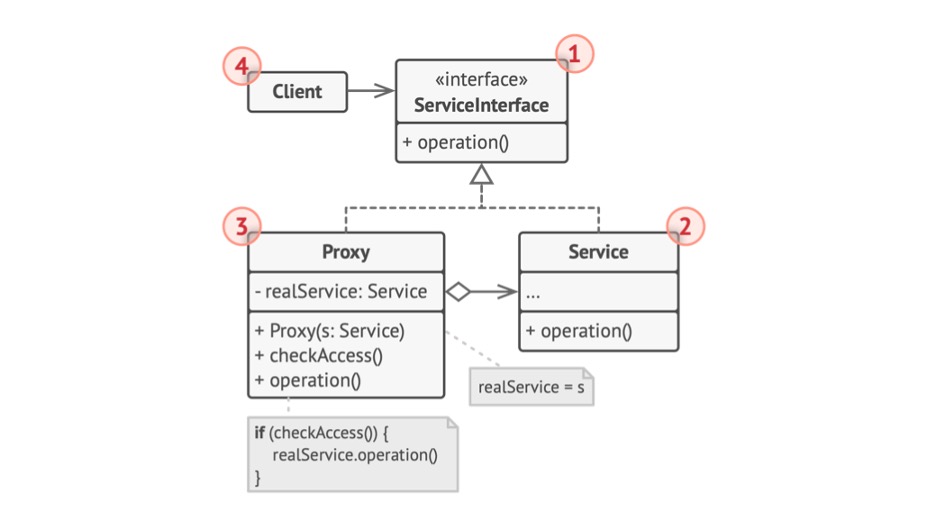 1
4
«interface»
Client
ServiceInterface
+ operation()
3
2
Proxy
Service
- realService: Service
...
+ Proxy(s: Service)
+ checkAccess()
+ operation()
+ operation()
realService = s
if (checkAccess()) {
realService.operation()
}